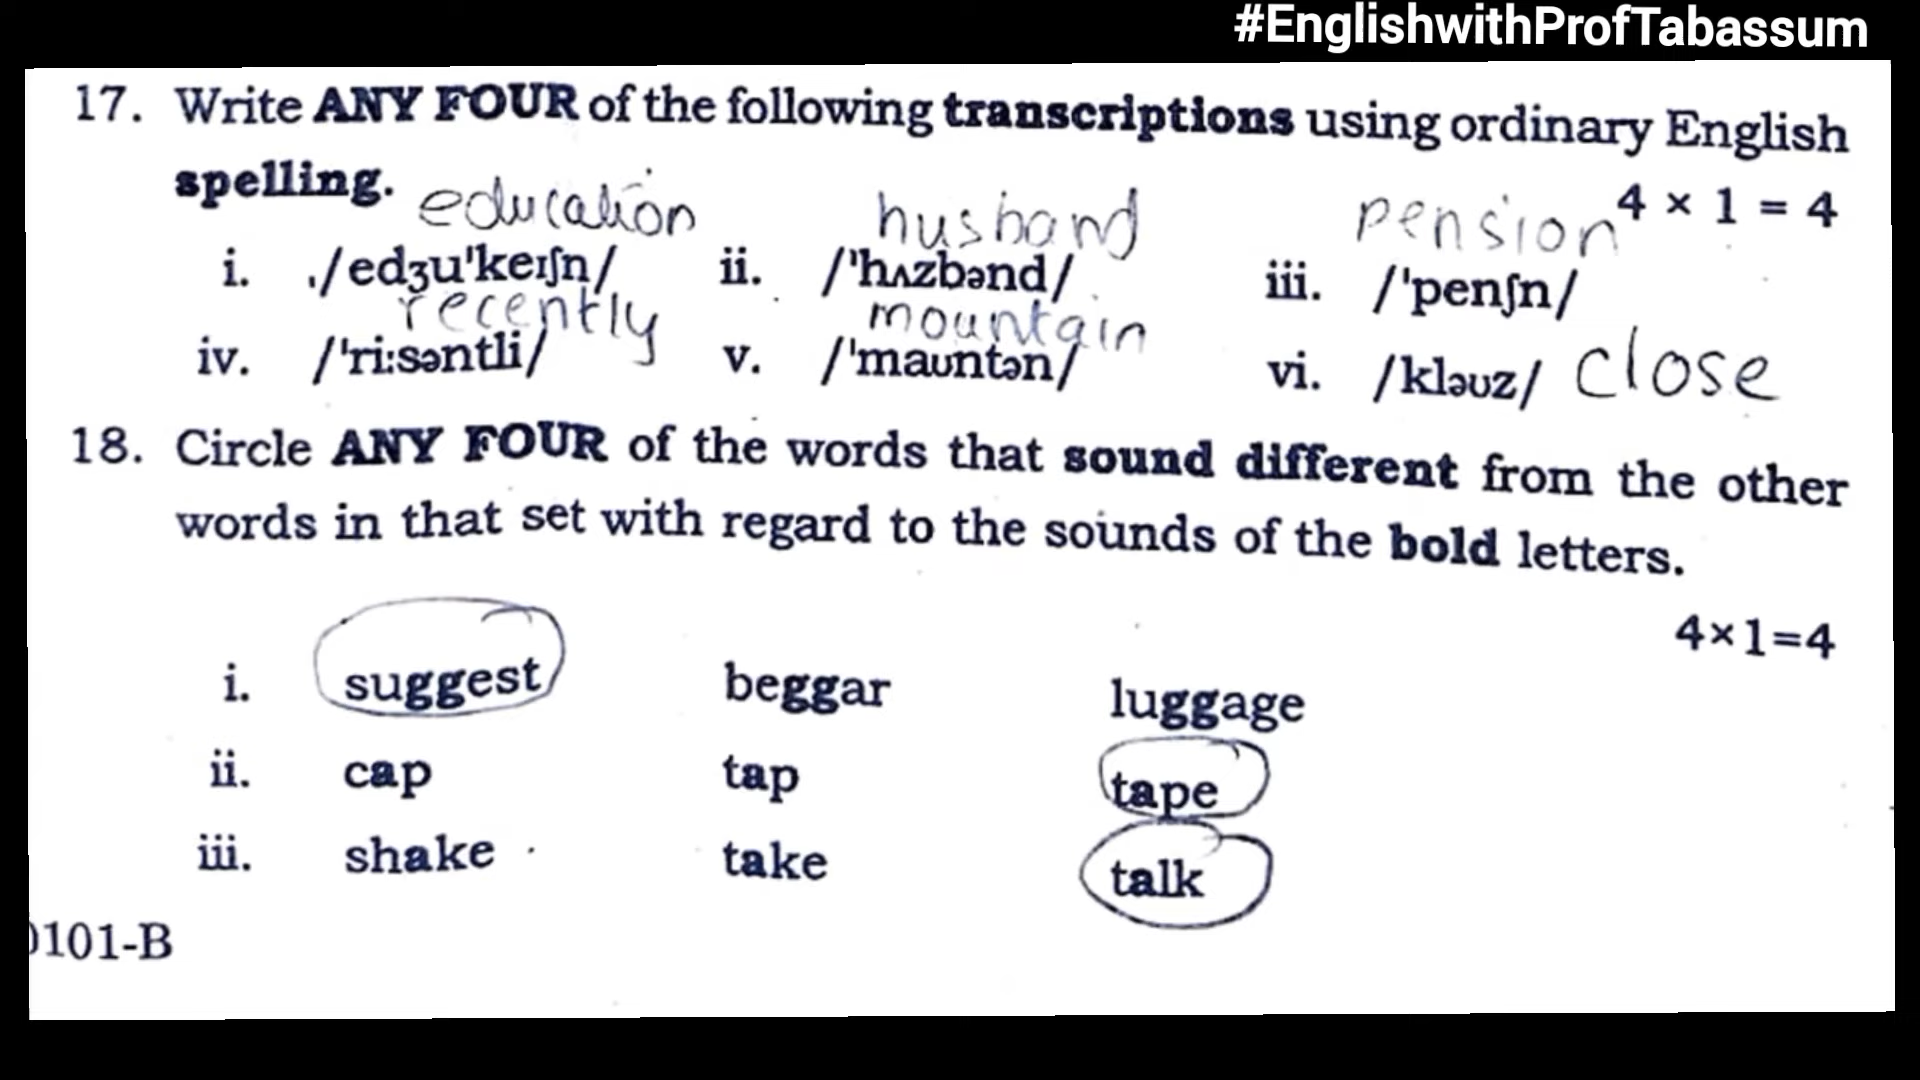 #EnglishwithProfTabassum
17. Write ANY FOUR of the following transcriptions using ordinary English
spelling. 4 × 1 = 4
education husband pension
i. ./edʒu'keɪʃn/ ii. /'hʌzbənd/ iii. /'penʃn/
recently mountain
iv. /'ri:səntli/ v. /'maʊntən/ vi. /kləʊz/ close
18. Circle ANY FOUR of the words that sound different from the other
words in that set with regard to the sounds of the bold letters.
4×1=4
i. suggest beggar luggage
ii. cap tap tape
iii. shake take talk
0101-B